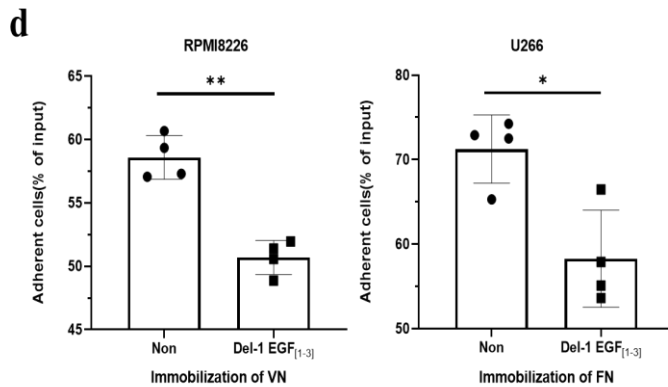 d
RPMI8226
**
Adherent cells(% of input)
65
60
55
50
45
Non
Del-1 EGF[1-3]
Immobilization of VN
U266
*
Adherent cells(% of input)
80
70
60
50
Non
Del-1 EGF[1-3]
Immobilization of FN